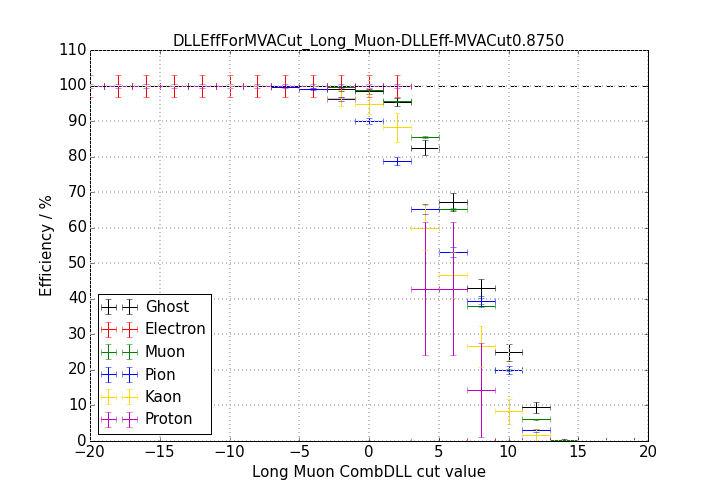 DLLEffForMVACut_Long_Muon-DLLEff-MVACut0.8750
110
100
90
80
70
60
50
40
30
20
10
0
Efficiency / %
Ghost
Electron
Muon
Pion
Kaon
Proton
−20 −15 −10 −5 0 5 10 15 20
Long Muon CombDLL cut value